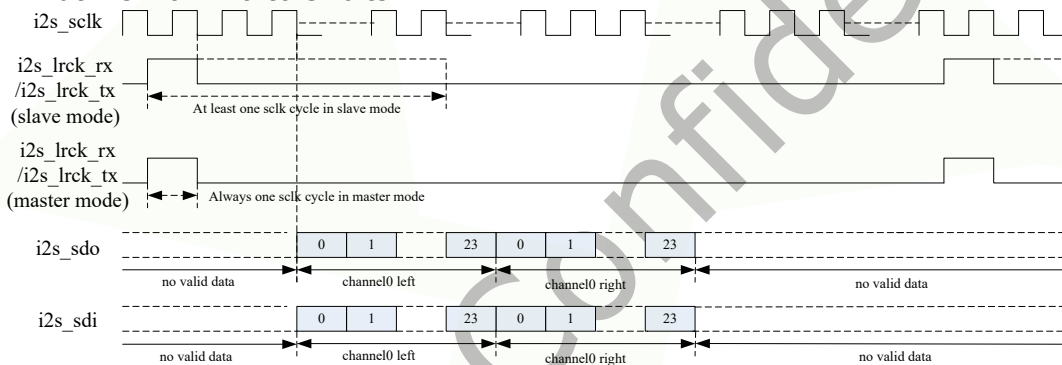 i2s_sclk
i2s_lrck_rx
/i2s_lrck_tx
(slave mode)
At least one sclk cycle in slave mode
i2s_lrck_rx
/i2s_lrck_tx
(master mode)
Always one sclk cycle in master mode
i2s_sdo
0 1 23 0 1 23
no valid data channel0 left channel0 right no valid data
i2s_sdi
0 1 23 0 1 23
no valid data channel0 left channel0 right no valid data
Confide